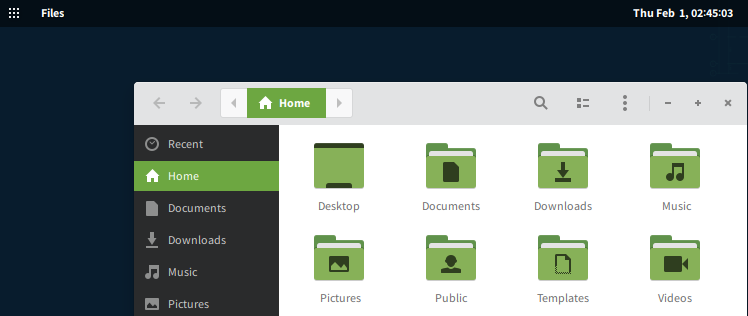 Files Thu Feb 1, 02:45:03
Home
Recent
Home
Documents
Downloads
Music
Pictures
Desktop Documents Downloads Music
Pictures Public Templates Videos